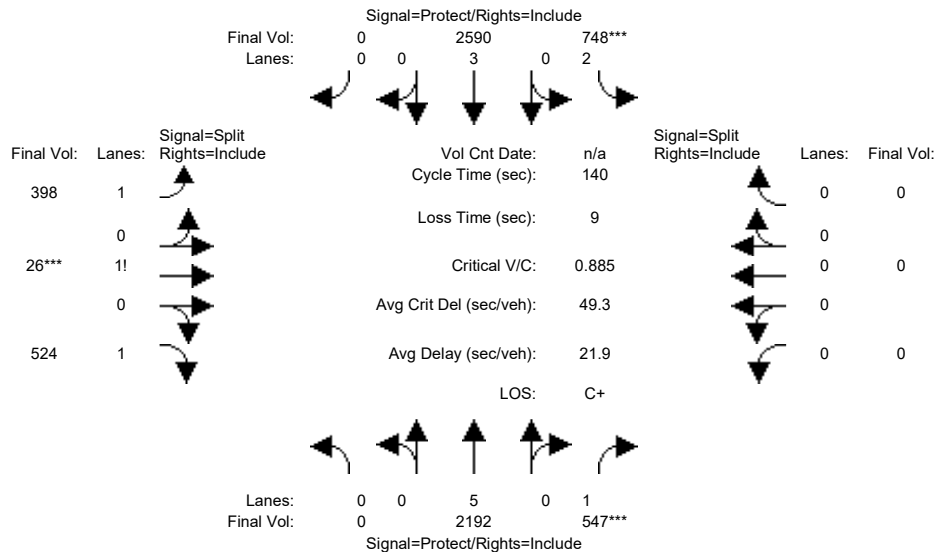 Signal=Protect/Rights=Include
Final Vol: 0 2590 748***
Lanes: 0 0 3 0 2
Signal=Split Signal=Split
Final Vol: Lanes: Rights=Include Vol Cnt Date: n/a Rights=Include Lanes: Final Vol:
Cycle Time (sec): 140
398 1 0 0
Loss Time (sec): 9
0 0
26*** 1! Critical V/C: 0.885 0 0
0 Avg Crit Del (sec/veh): 49.3 0
524 1 Avg Delay (sec/veh): 21.9 0 0
LOS: C+
Lanes: 0 0 5 0 1
Final Vol: 0 2192 547***
Signal=Protect/Rights=Include